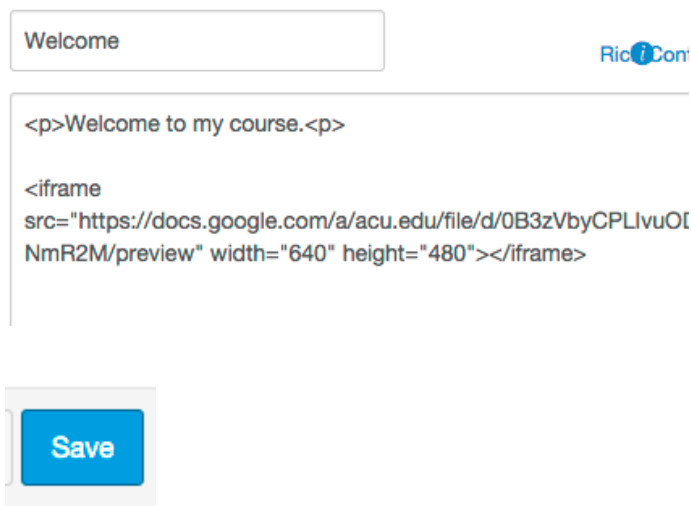 Welcome
Ric i Cont
<p>Welcome to my course.<p>
<iframe
src="https://docs.google.com/a/acu.edu/file/d/0B3zVbyCPLIvuOD
NmR2M/preview" width="640" height="480"></iframe>
Save